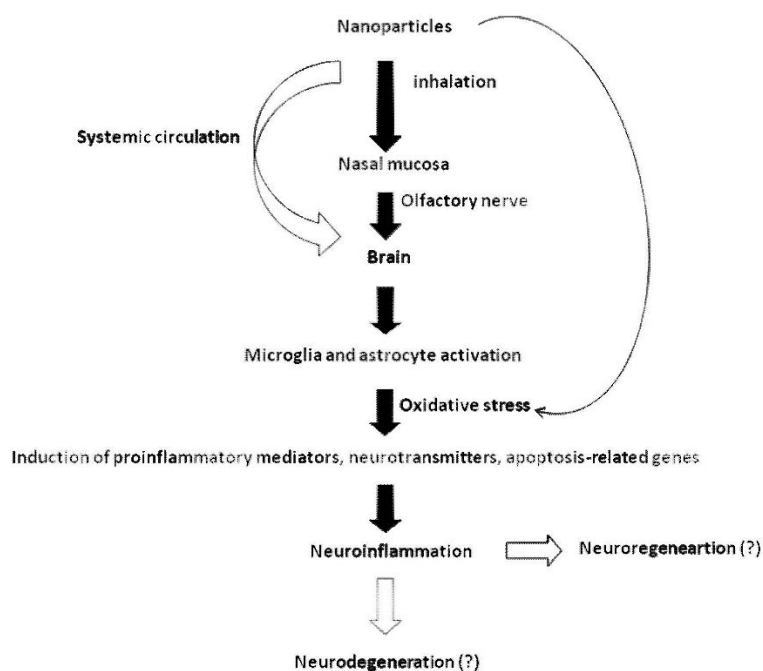 Nanoparticles
inhalation
Systemic circulation
Nasal mucosa
Olfactory nerve
Brain
Microglia and astrocyte activation
Oxidative stress
Induction of proinflammatory mediators, neurotransmitters, apoptosis-related genes
Neuroinflammation
Neuroregeneartion (?)
Neurodegeneration (?)